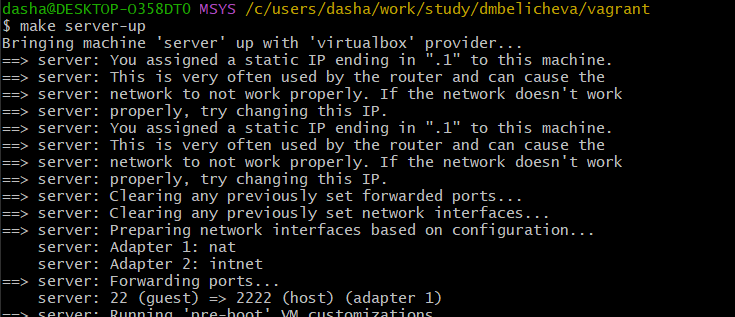 dasha@DESKTOP-O358DTO MSYS /c/users/dasha/work/study/dmbelicheva/vagrant
$ make server-up
Bringing machine 'server' up with 'virtualbox' provider...
==> server: You assigned a static IP ending in ".1" to this machine.
==> server: This is very often used by the router and can cause the
==> server: network to not work properly. If the network doesn't work
==> server: properly, try changing this IP.
==> server: You assigned a static IP ending in ".1" to this machine.
==> server: This is very often used by the router and can cause the
==> server: network to not work properly. If the network doesn't work
==> server: properly, try changing this IP.
==> server: Clearing any previously set forwarded ports...
==> server: Clearing any previously set network interfaces...
==> server: Preparing network interfaces based on configuration...
    server: Adapter 1: nat
    server: Adapter 2: intnet
==> server: Forwarding ports...
    server: 22 (guest) => 2222 (host) (adapter 1)
==> server: Running 'pre-boot' VM customizations